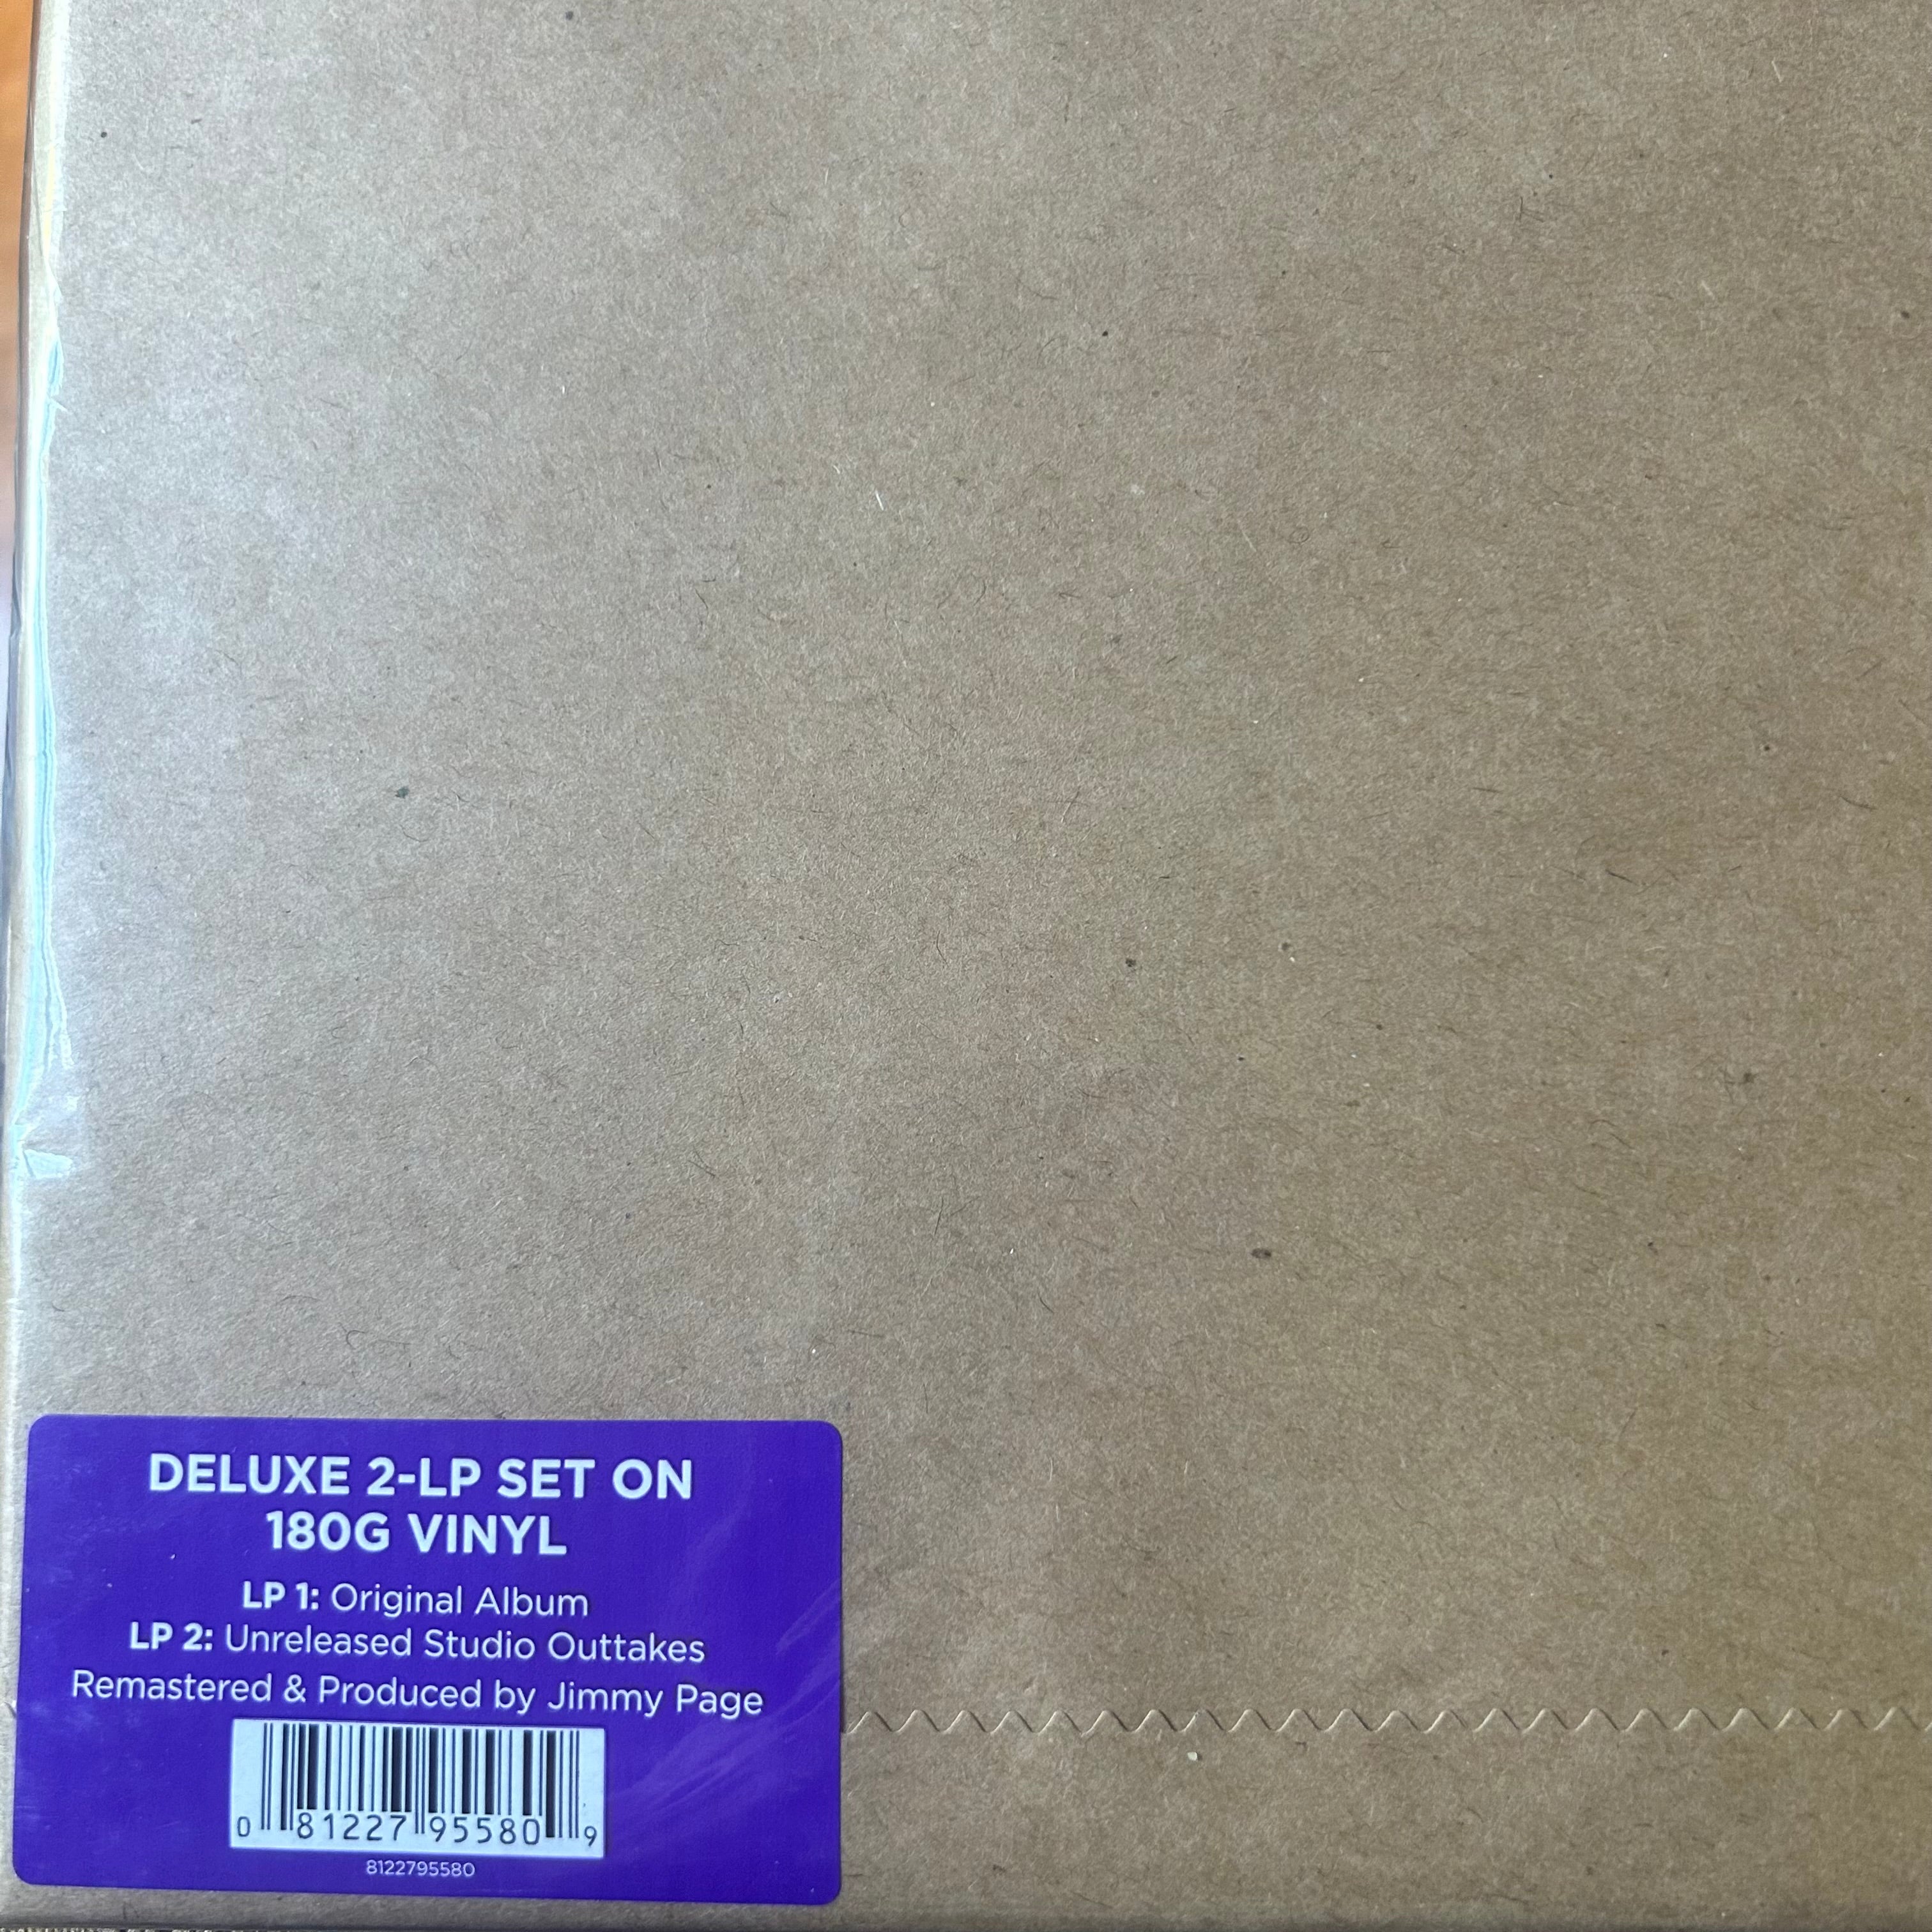 DELUXE 2-LP SET ON
180G VINYL
LP 1: Original Album
LP 2: Unreleased Studio Outtakes
Remastered & Produced by Jimmy Page
0 81227 95580 9
8122795580